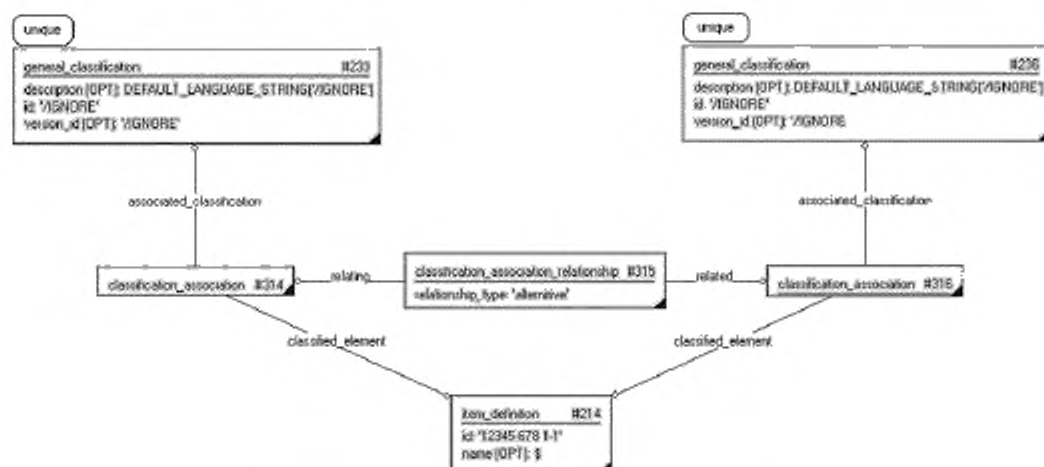 unique
general_classification #233
description [OPT]: DEFAULT_LANGUAGE_STRING['/IGNORE']
id: '/IGNORE'
version_id [OPT]: '/IGNORE'
unique
general_classification #236
description [OPT]: DEFAULT_LANGUAGE_STRING['/IGNORE']
id: '/IGNORE'
version_id [OPT]: '/IGNORE
associated_classification
associated_classification
classification_association #314
relating
classification_association_relationship #315
relationship_type: 'alternitive'
related
classification_association #316
classified_element
classified_element
item_definition #214
id: '12345-678 1-1'
name [OPT]: $